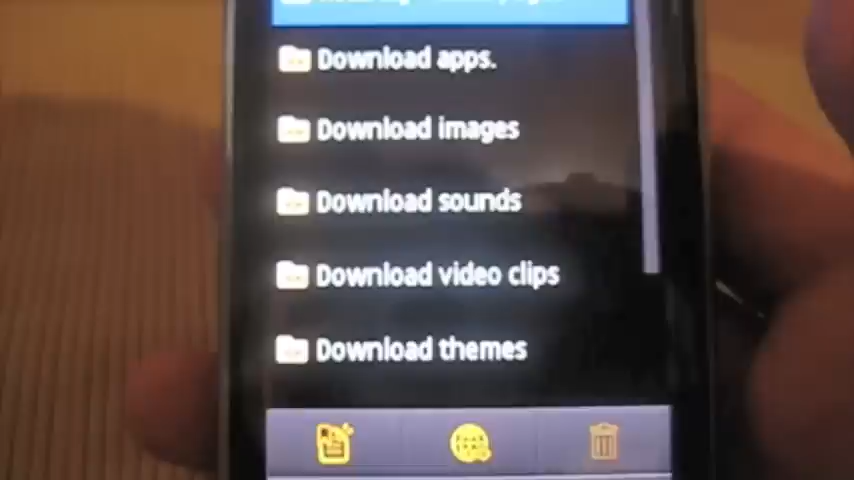 Download apps.
Download images
Download sounds
Download video clips
Download themes